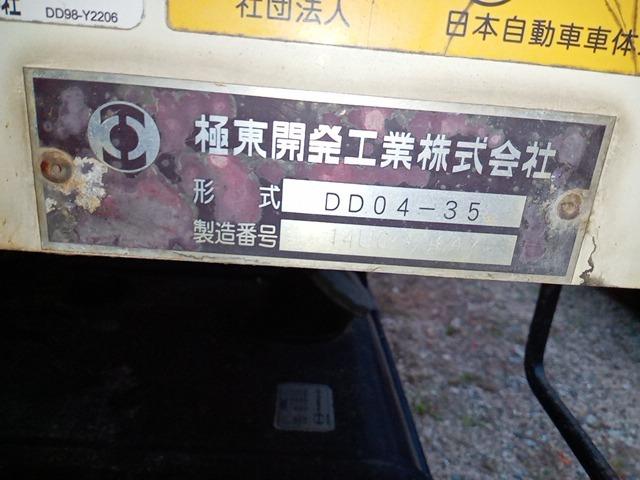 社 DD98-Y2206
社団法人
日本自動車車体
極東開発工業株式会社
形 式 DD04-35
製造番号